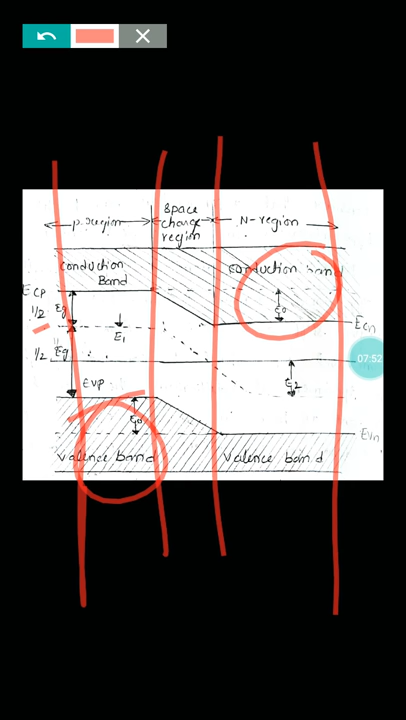 p-region
Space
charge
region
N-region
conduction
Band
conduction band
Ecp
1/2 Eg
E1
E0
Ecn
1/2 Eg
07:52
Evp
E2
E0
Evn
Valence band
Valence band